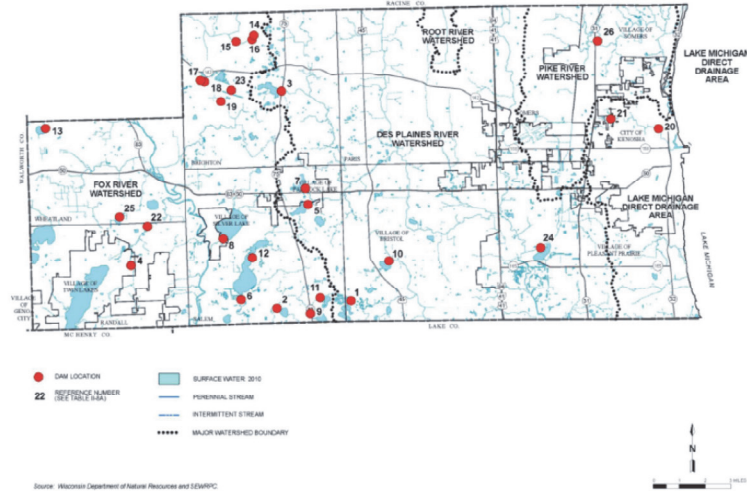 RACINE CO.
14
15
16
ROOT RIVER
WATERSHED
26
VILLAGE OF
SOMERS
PIKE RIVER
WATERSHED
LAKE MICHIGAN
DIRECT
DRAINAGE
AREA
17
18
23
3
19
21
20
CITY OF
KENOSHA
13
WALWORTH CO.
DES PLAINES RIVER
WATERSHED
BRIGHTON
PARIS
FOX RIVER
WATERSHED
7
5
LAKE MICHIGAN
DIRECT DRAINAGE
AREA
WHEATLAND
25
22
VILLAGE OF
SILVER LAKE
8
VILLAGE OF
BRISTOL
24
VILLAGE OF
PLEASANT PRAIRIE
LAKE MICHIGAN
4
12
10
VILLAGE OF
TWIN LAKES
VILLAGE
OF
GENOA
CITY
RANDALL
SALEM
6
2
11
9
1
MC HENRY CO.
LAKE CO.
DAM LOCATION
22 REFERENCE NUMBER
(SEE TABLE II-6A)
SURFACE WATER: 2010
PERENNIAL STREAM
INTERMITTENT STREAM
MAJOR WATERSHED BOUNDARY
N
0 1 2 3 MILES
Source: Wisconsin Department of Natural Resources and SEWRPC.